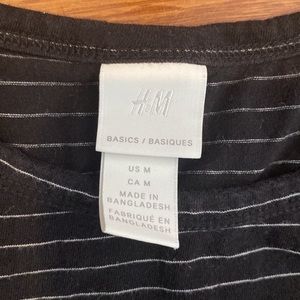 H&M
BASICS / BASIQUES
US M
CA M
MADE IN
BANGLADESH
FABRIQUÉ EN
BANGLADESH